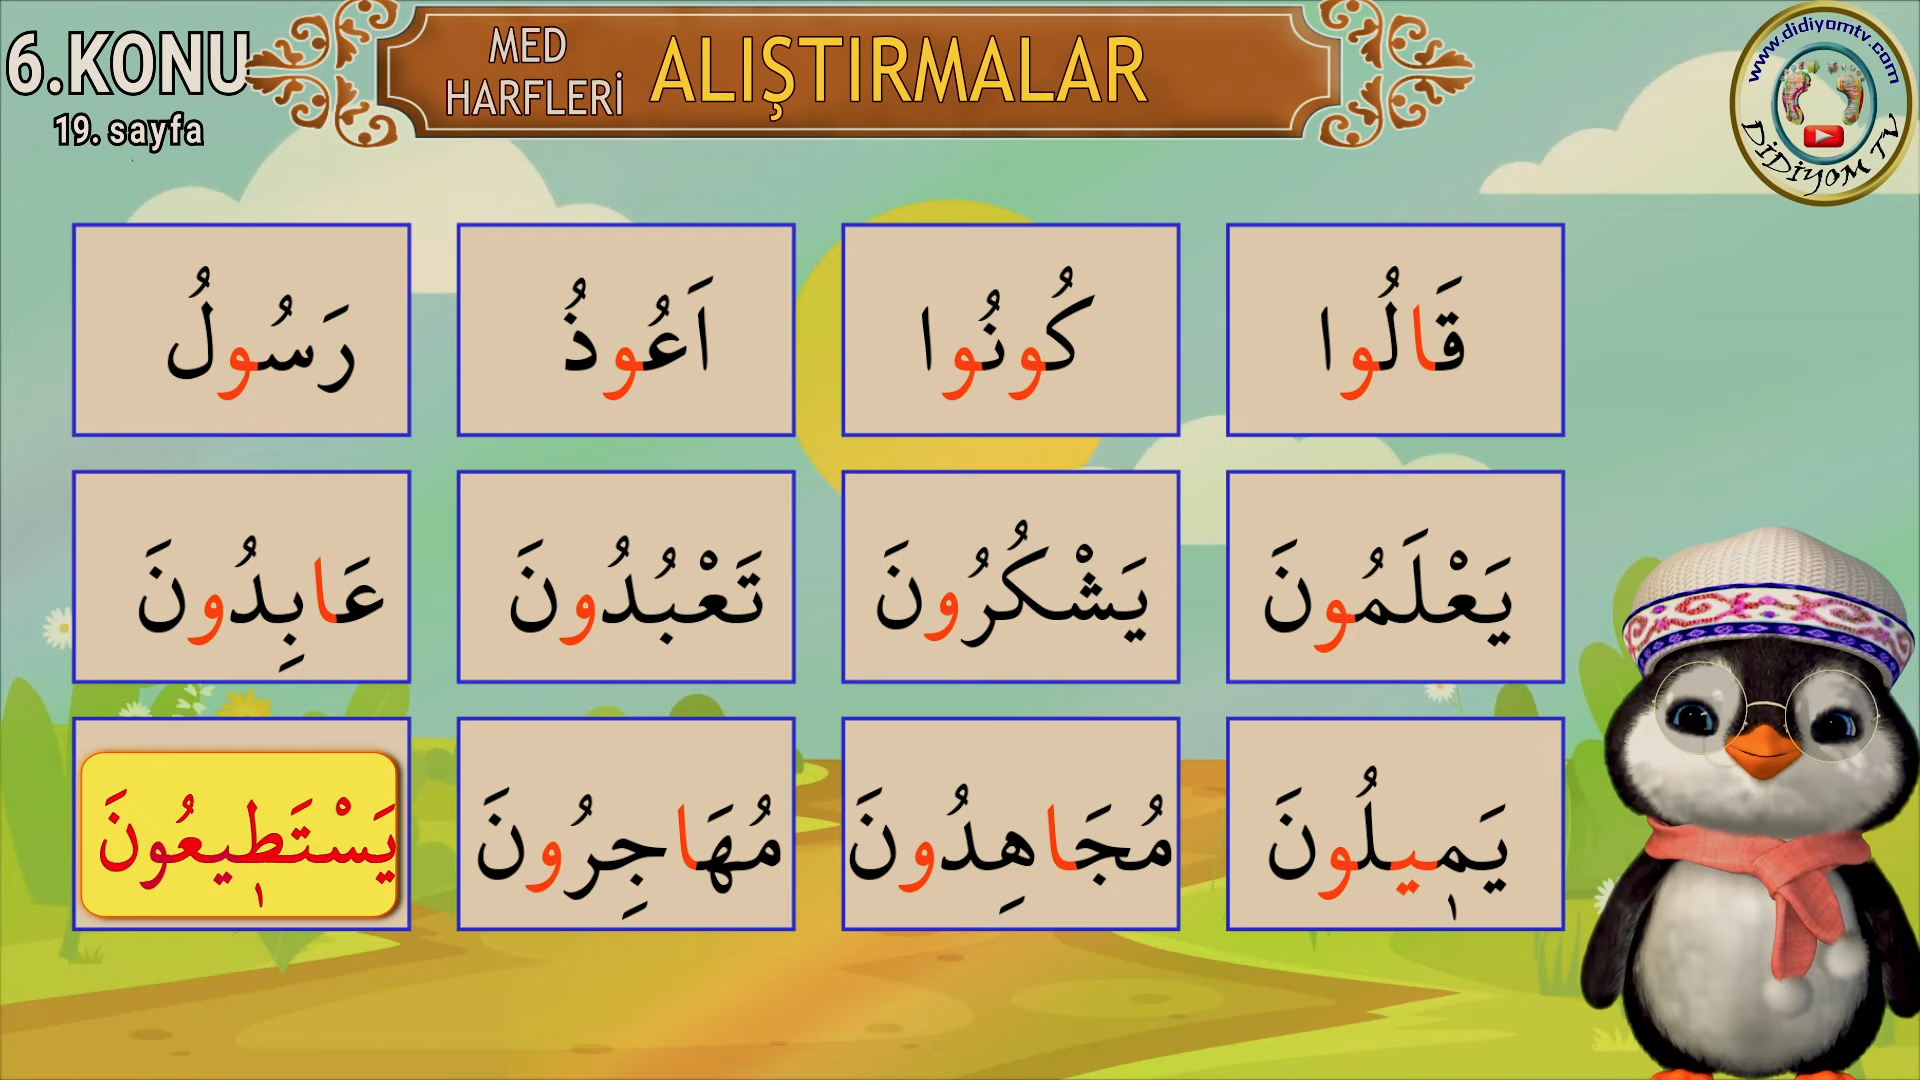 6.KONU
19. sayfa
MED
HARFLERİ
ALIŞTIRMALAR
www.didiyomtv.com
DİDİYOM TV
قَالُوا كُونُوا اَعُوذُ رَسُولُ
يَعْلَمُونَ يَشْكُرُونَ تَعْبُدُونَ عَابِدُونَ
يَمٖيلُونَ مُجَاهِدُونَ مُهَاجِرُونَ يَسْتَطٖيعُونَ